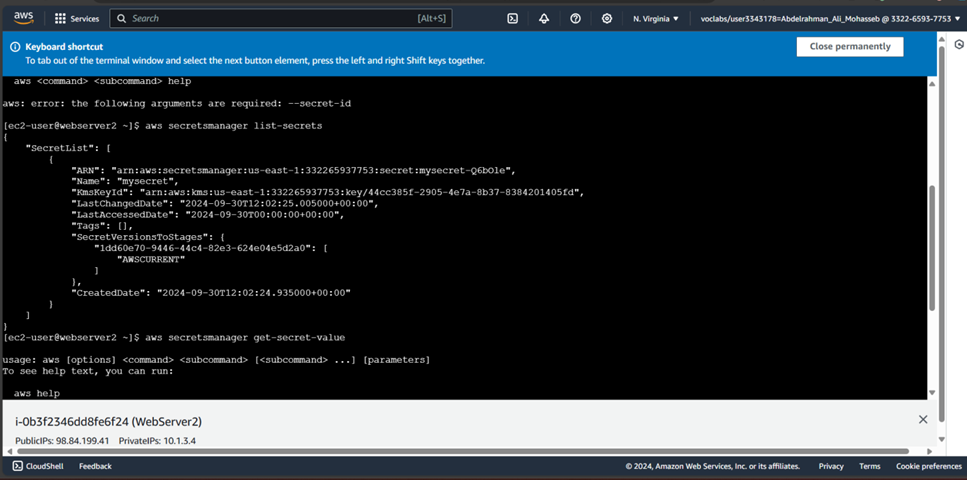 aws
Services
Search
[Alt+S]
N. Virginia
voclabs/user3343178=Abdelrahman_Ali_Mohasseb @ 3322-6593-7753
Keyboard shortcut
To tab out of the terminal window and select the next button element, press the left and right Shift keys together.
Close permanently
aws <command> <subcommand> help
aws: error: the following arguments are required: --secret-id
[ec2-user@webserver2 ~]$ aws secretsmanager list-secrets
{
"SecretList": [
{
"ARN": "arn:aws:secretsmanager:us-east-1:332265937753:secret:mysecret-Q6bOle",
"Name": "mysecret",
"KmsKeyId": "arn:aws:kms:us-east-1:332265937753:key/44cc385f-2905-4e7a-8b37-8384201405fd",
"LastChangedDate": "2024-09-30T12:02:25.005000+00:00",
"LastAccessedDate": "2024-09-30T00:00:00+00:00",
"Tags": [],
"SecretVersionsToStages": {
"1dd60e70-9446-44c4-82e3-624e04e5d2a0": [
"AWSCURRENT"
]
},
"CreatedDate": "2024-09-30T12:02:24.935000+00:00"
}
]
}
[ec2-user@webserver2 ~]$ aws secretsmanager get-secret-value
usage: aws [options] <command> <subcommand> [<subcommand> ...] [parameters]
To see help text, you can run:
aws help
i-0b3f2346dd8fe6f24 (WebServer2)
PublicIPs: 98.84.199.41 PrivateIPs: 10.1.3.4
CloudShell
Feedback
© 2024, Amazon Web Services, Inc. or its affiliates.
Privacy
Terms
Cookie preferences